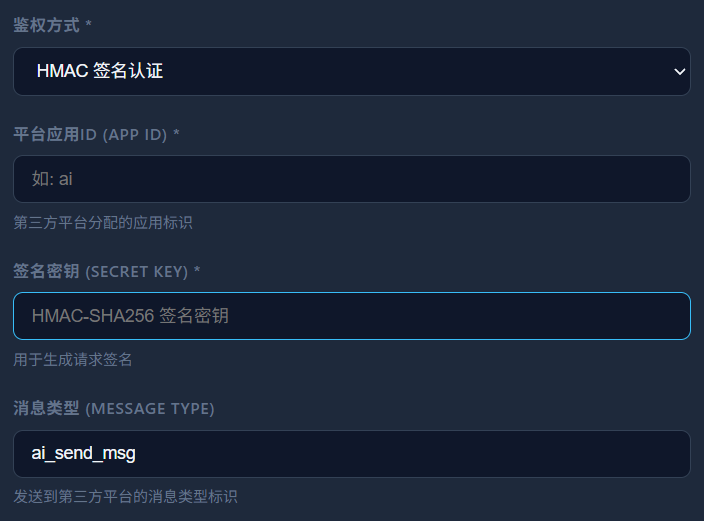 鉴权方式 *
HMAC 签名认证
平台应用ID (APP ID) *
如: ai
第三方平台分配的应用标识
签名密钥 (SECRET KEY) *
HMAC-SHA256 签名密钥
用于生成请求签名
消息类型 (MESSAGE TYPE)
ai_send_msg
发送到第三方平台的消息类型标识